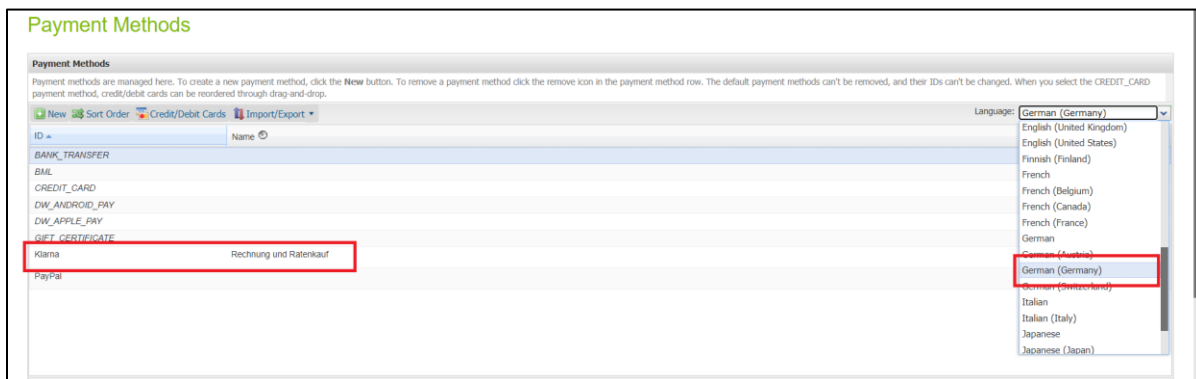 Payment Methods
Payment Methods
Payment methods are managed here. To create a new payment method, click the New button. To remove a payment method click the remove icon in the payment method row. The default payment methods can't be removed, and their IDs can't be changed. When you select the CREDIT_CARD
payment method, credit/debit cards can be reordered through drag-and-drop.
New Sort Order Credit/Debit Cards Import/Export Language: German (Germany)
ID Name
BANK_TRANSFER
BML
CREDIT_CARD
DW_ANDROID_PAY
DW_APPLE_PAY
GIFT_CERTIFICATE
Klarna Rechnung und Ratenkauf
PayPal
English (United Kingdom)
English (United States)
Finnish (Finland)
French
French (Belgium)
French (Canada)
French (France)
German
German (Austria)
German (Germany)
German (Switzerland)
Italian
Italian (Italy)
Japanese
Japanese (Japan)